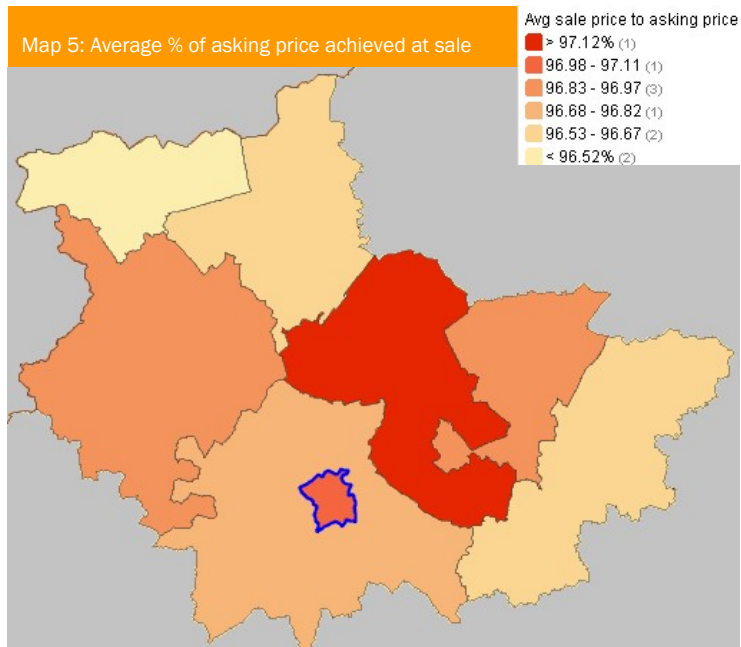 Map 5: Average % of asking price achieved at sale
Avg sale price to asking price
> 97.12% (1)
96.98 - 97.11 (1)
96.83 - 96.97 (3)
96.68 - 96.82 (1)
96.53 - 96.67 (2)
< 96.52% (2)